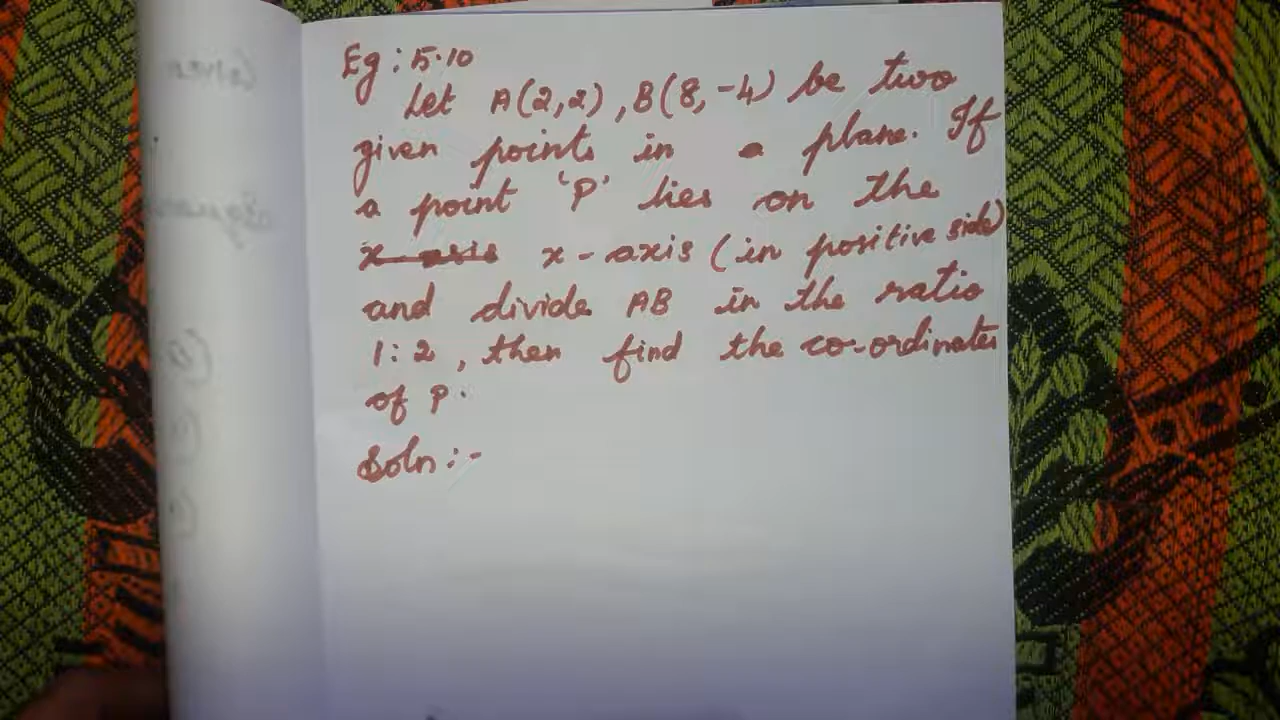 Eg : 5.10
Let A(2,2) , B(8,-4) be two
given points in a plane. If
a point 'P' lies on the
x-axis x-axis (in positive side)
and divide AB in the ratio
1:2 , then find the co-ordinates
of P.
Soln :-